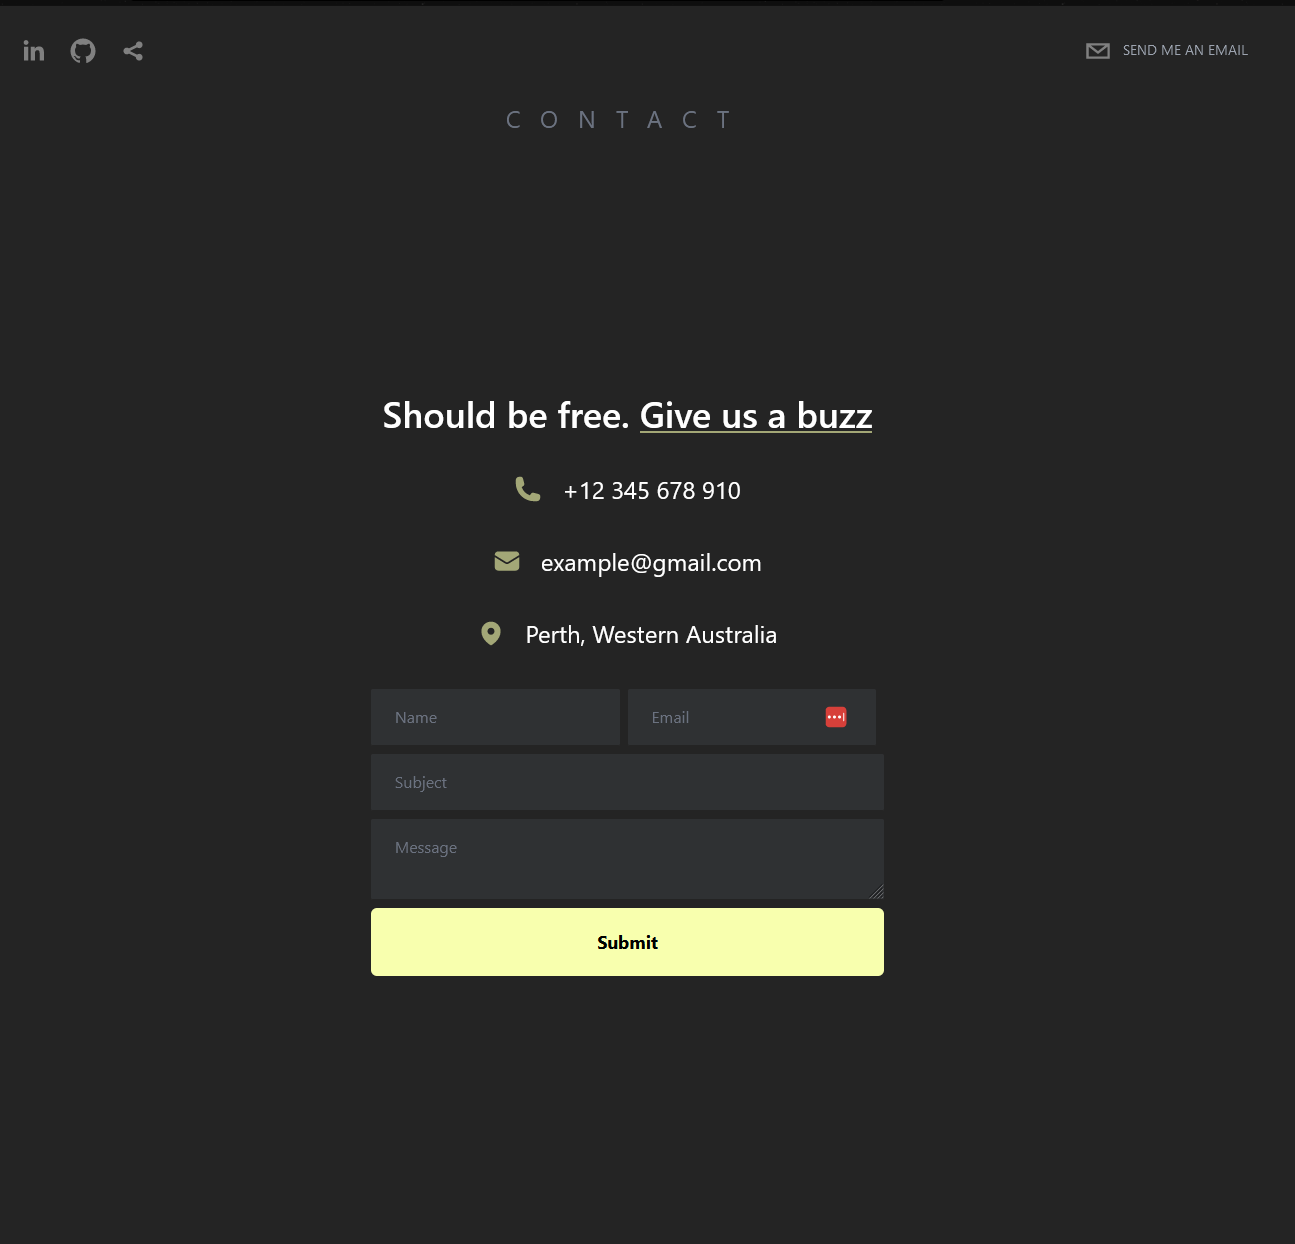 in
SEND ME AN EMAIL
CONTACT
Should be free. Give us a buzz
+12 345 678 910
example@gmail.com
Perth, Western Australia
Name
Email
Subject
Message
Submit